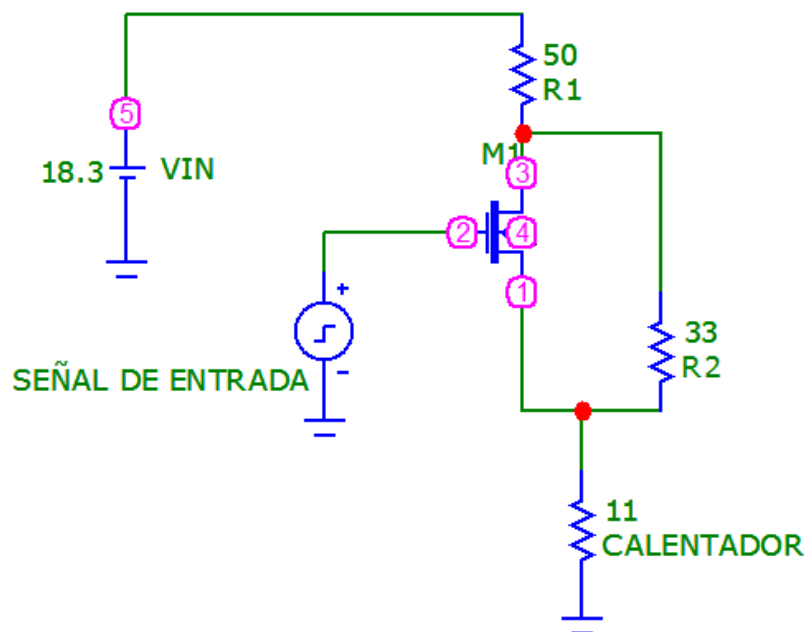 50
R1
5
M1
18.3 VIN
3
2
4
1
+
-
33
R2
SEÑAL DE ENTRADA
11
CALENTADOR